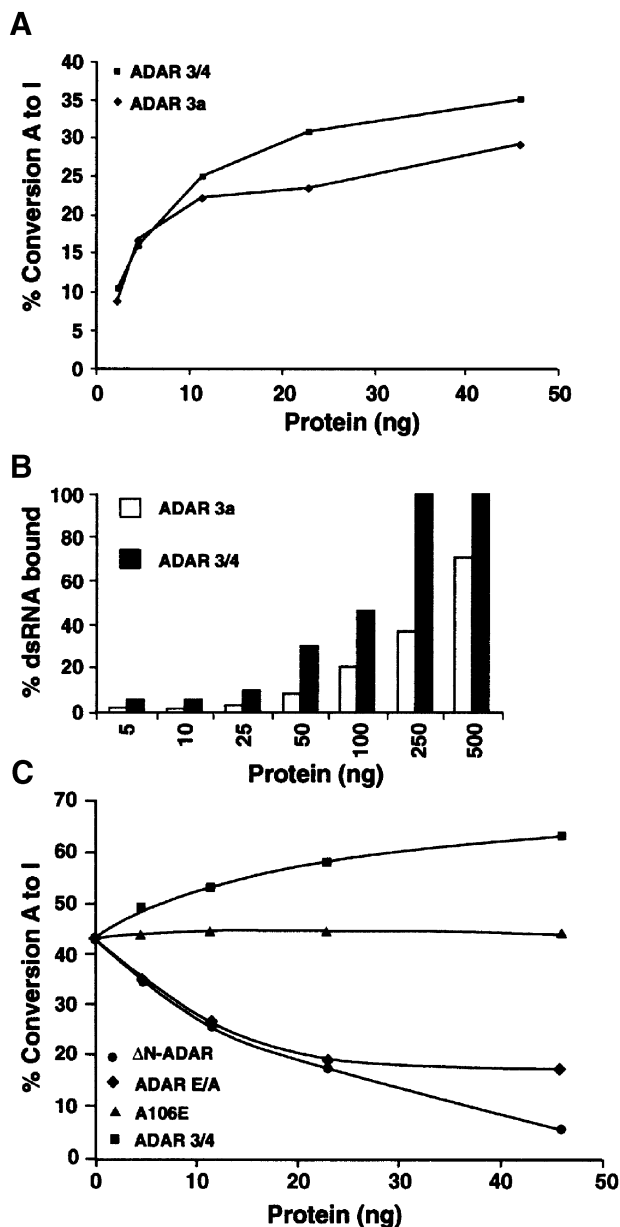 A
40
35
30
25
20
15
10
5
0
% Conversion A to I
ADAR 3/4
ADAR 3a
0 10 20 30 40 50
Protein (ng)
B
100
80
60
40
20
0
% dsRNA bound
ADAR 3a
ADAR 3/4
5 10 25 50 100 250 500
Protein (ng)
C
70
60
50
40
30
20
10
0
% Conversion A to I
ΔN-ADAR
ADAR E/A
A106E
ADAR 3/4
0 10 20 30 40 50
Protein (ng)